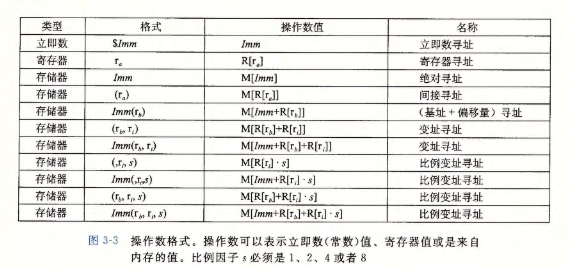 类型 格式 操作数值 名称
立即数 $Imm Imm 立即数寻址
寄存器 rₐ R[rₐ] 寄存器寻址
存储器 Imm M[Imm] 绝对寻址
存储器 (rₐ) M[R[rₐ]] 间接寻址
存储器 Imm(r_b) M[Imm+R[r_b]] (基址+偏移量)寻址
存储器 (r_b, r_i) M[R[r_b]+R[r_i]] 变址寻址
存储器 Imm(r_b, r_i) M[Imm+R[r_b]+R[r_i]] 变址寻址
存储器 (,r_i, s) M[R[r_i]·s] 比例变址寻址
存储器 Imm(,r_i,s) M[Imm+R[r_i]·s] 比例变址寻址
存储器 (r_b, r_i, s) M[R[r_b]+R[r_i]·s] 比例变址寻址
存储器 Imm(r_b, r_i, s) M[Imm+R[r_b]+R[r_i]·s] 比例变址寻址
图 3-3 操作数格式。操作数可以表示立即数(常数)值、寄存器值或是来自
内存的值。比例因子 s 必须是 1、2、4 或者 8